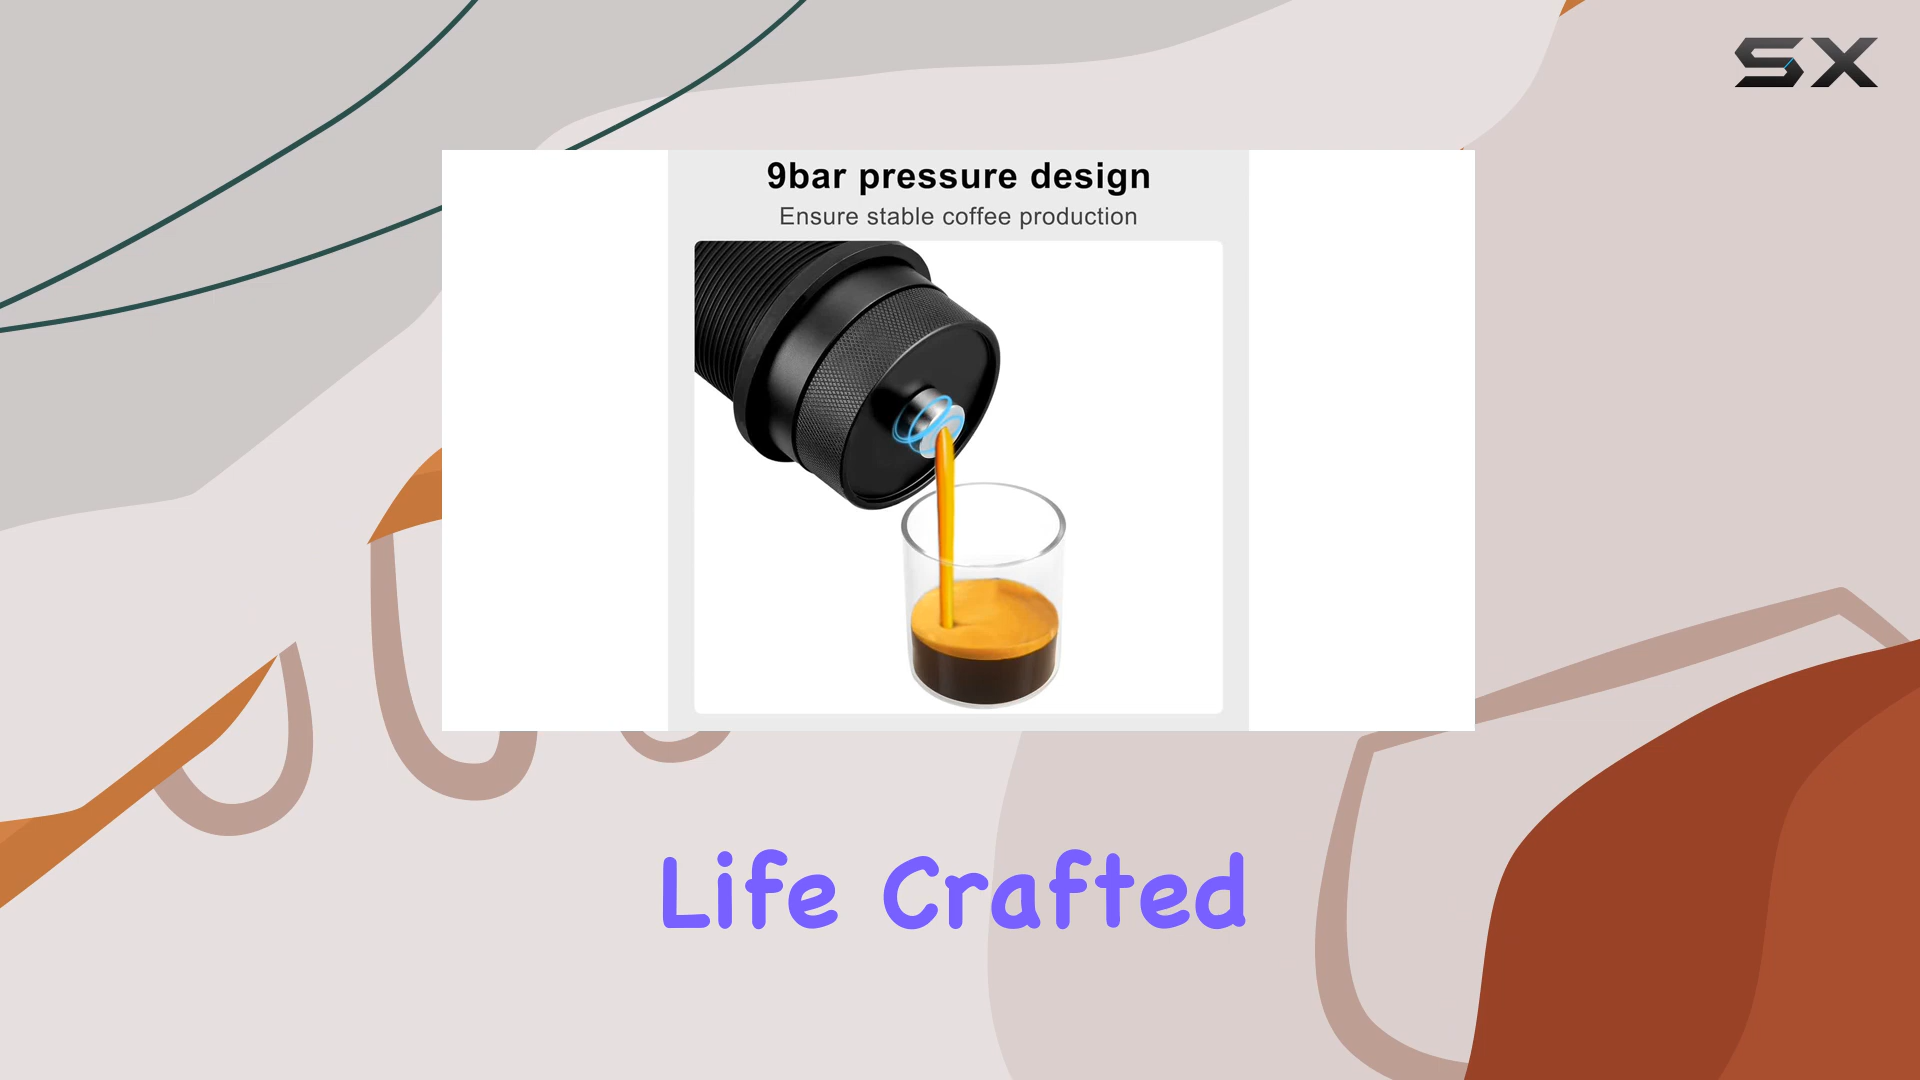 SX
9bar pressure design
Ensure stable coffee production
Life Crafted